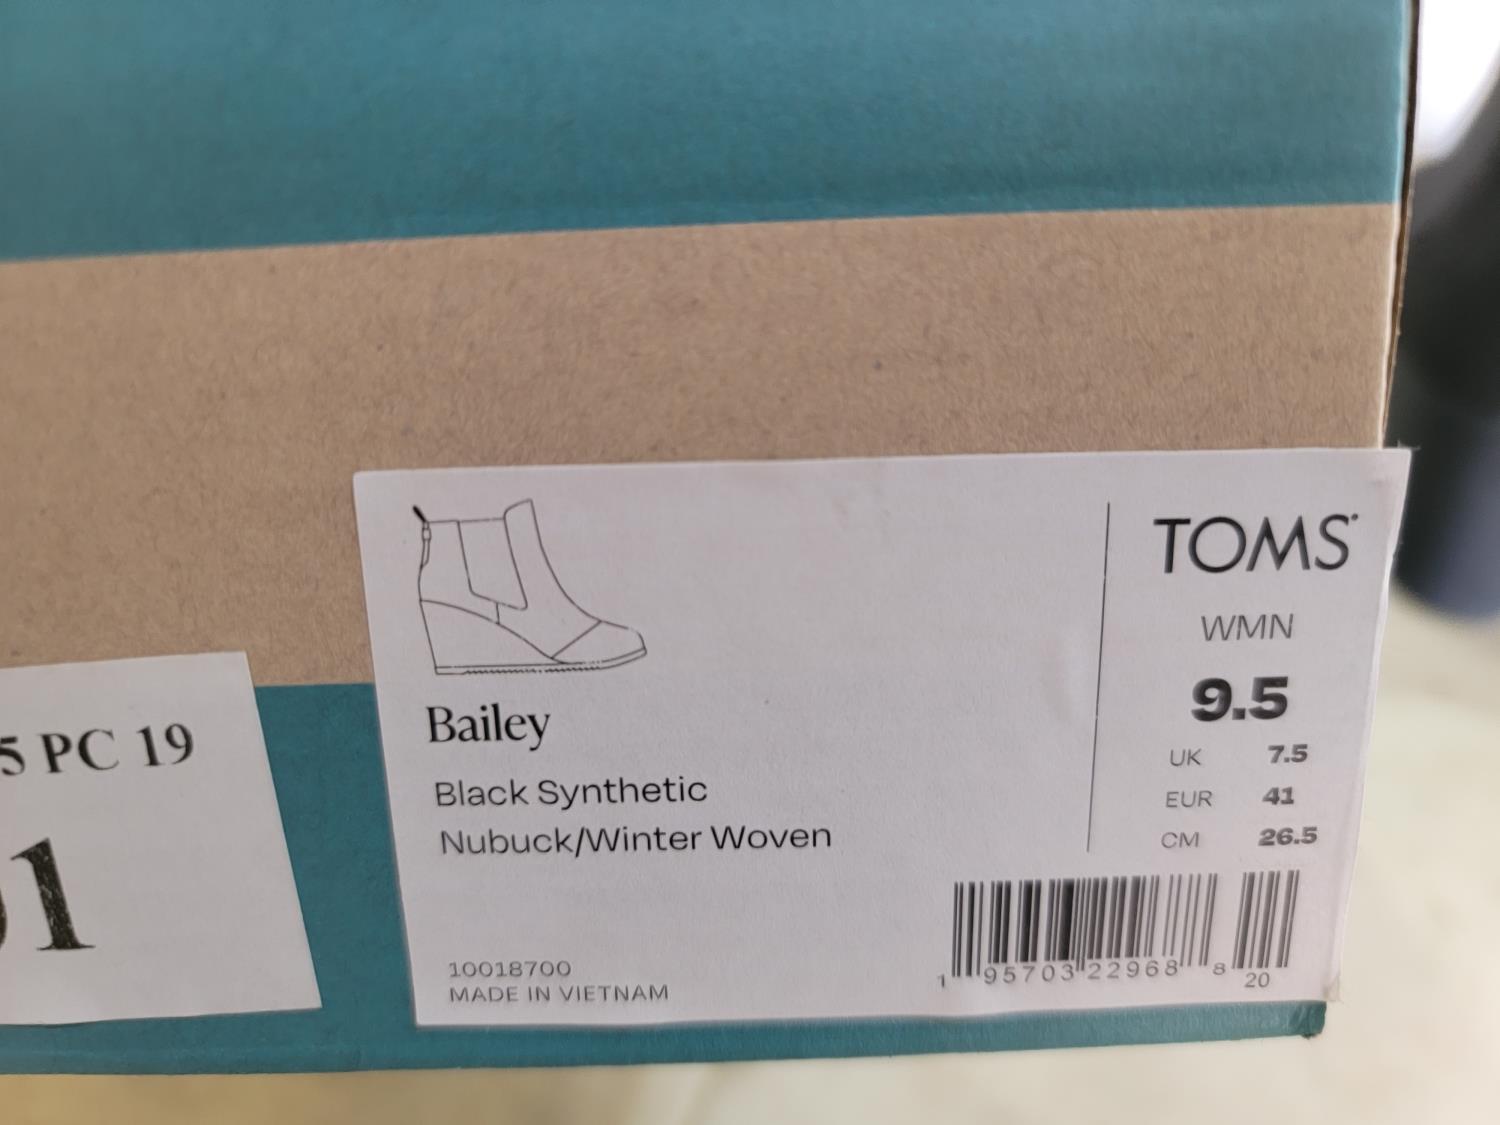 5 PC 19
01
Bailey
Black Synthetic
Nubuck/Winter Woven
10018700
MADE IN VIETNAM
TOMS
WMN
9.5
UK 7.5
EUR 41
CM 26.5
1 95703 22968 8 20